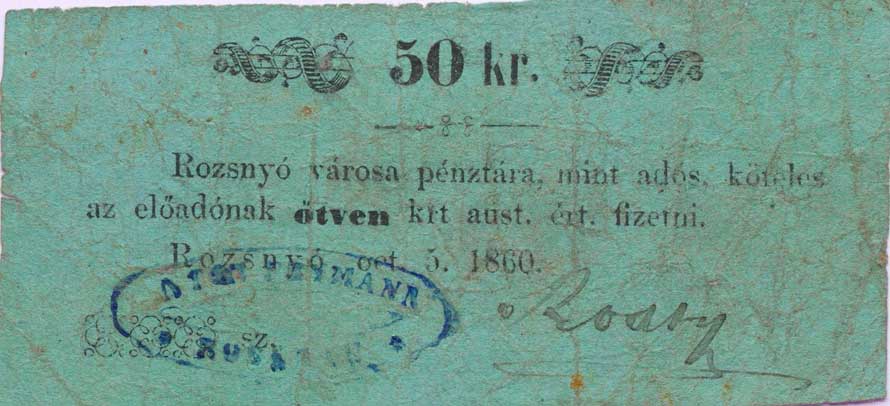 50 kr.
Rozsnyó városa pénztára, mint adós, köteles
az előadónak ötven krt aust. ért. fizetni.
Rozsnyó, oct. 5. 1860.
sz.